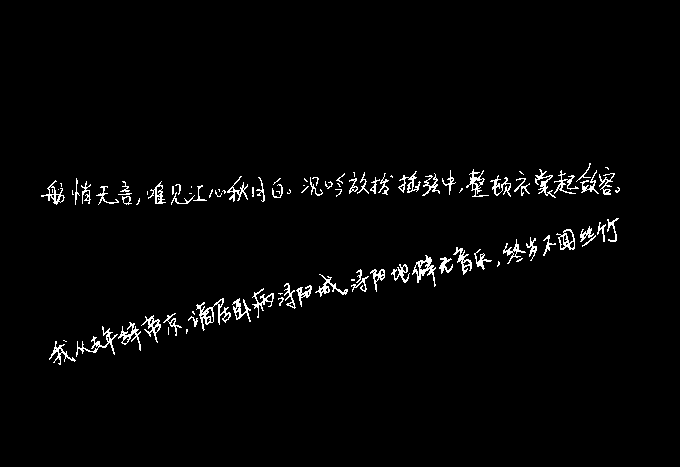 舫悄无言,唯见江心秋月白。沉吟放拨插弦中,整顿衣裳起敛容。
我从去年辞帝京,谪居卧病浔阳城。浔阳地僻无音乐,终岁不闻丝竹